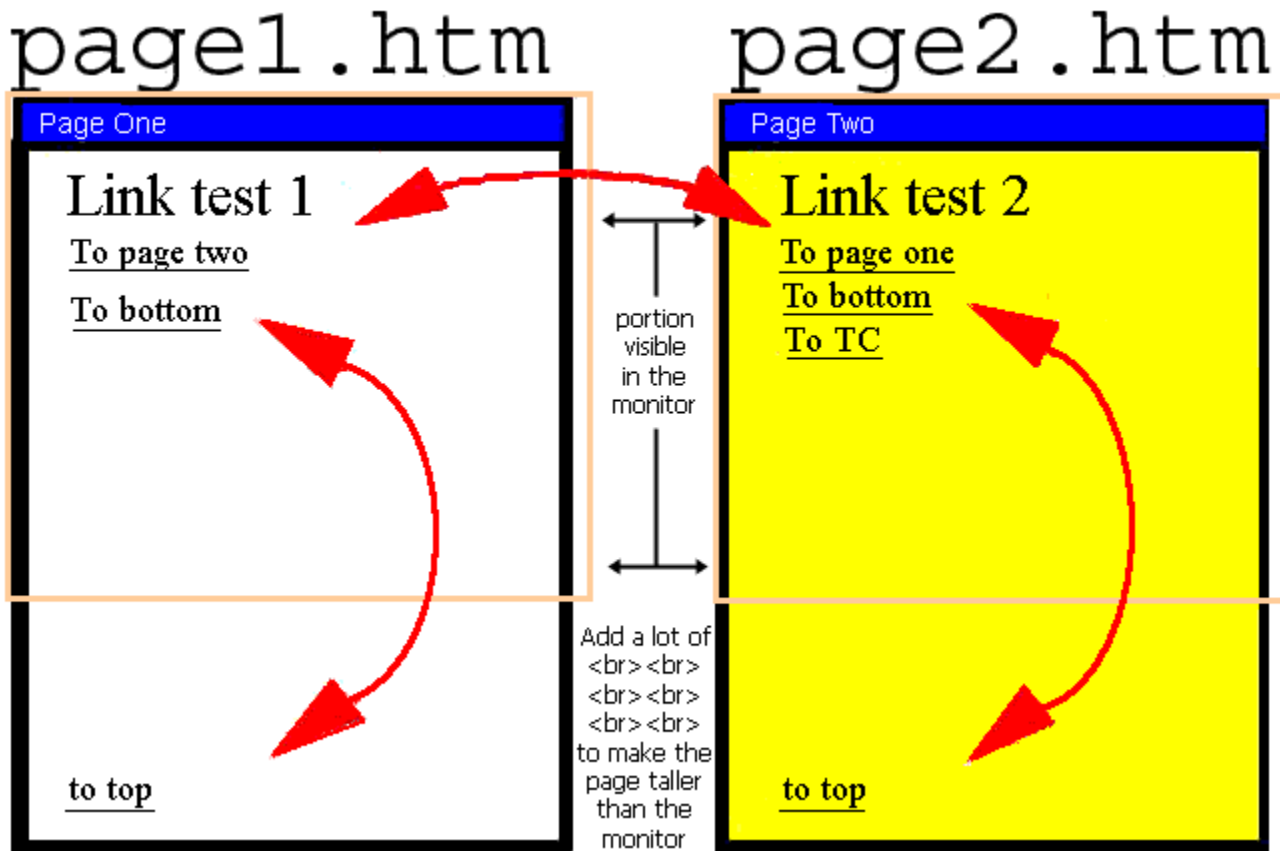 page1.htm
page2.htm
Page One
Link test 1
To page two
To bottom
to top
portion
visible
in the
monitor
Add a lot of
<br><br>
<br><br>
<br><br>
to make the
page taller
than the
monitor
Page Two
Link test 2
To page one
To bottom
To TC
to top